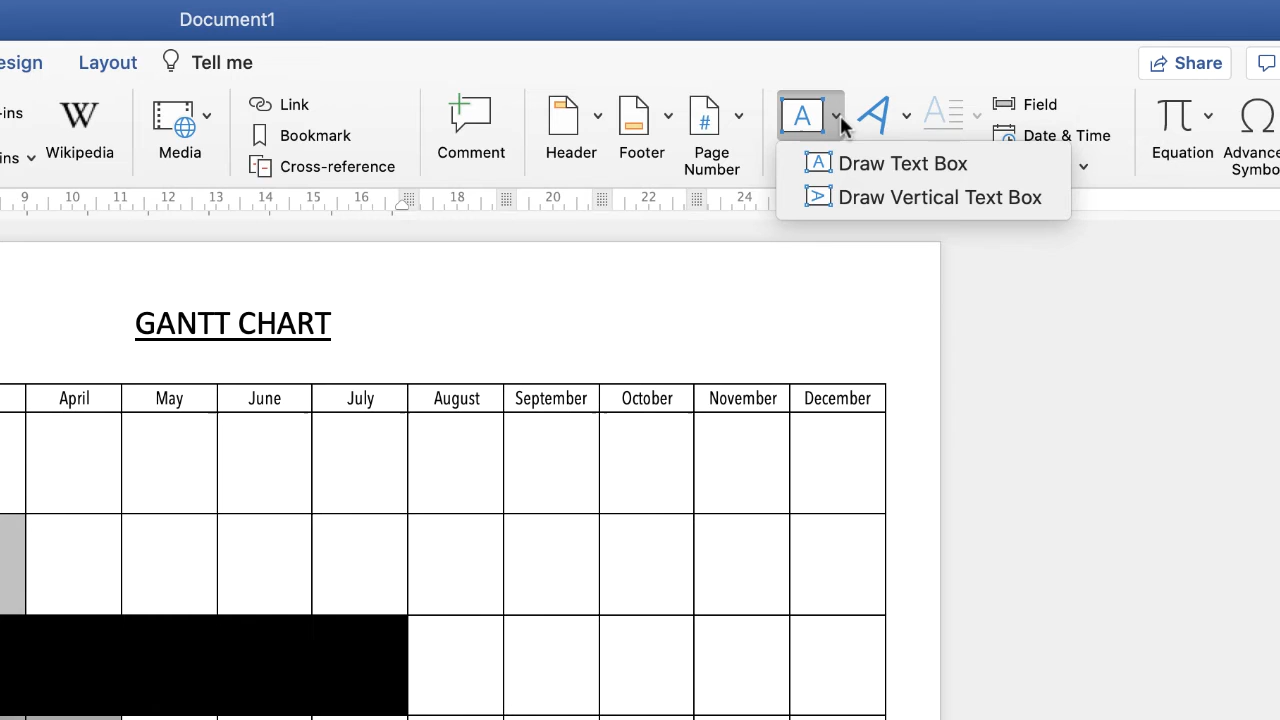 Document1
esign Layout Tell me Share
-ins
ins
Wikipedia
Media
Link
Bookmark
Cross-reference
Comment
Header
Footer
Page
Number
Field
Date & Time
Equation
Advance
Symbo
Draw Text Box
Draw Vertical Text Box
9 10 11 12 13 14 15 16 18 20 22 24
GANTT CHART
April May June July August September October November December